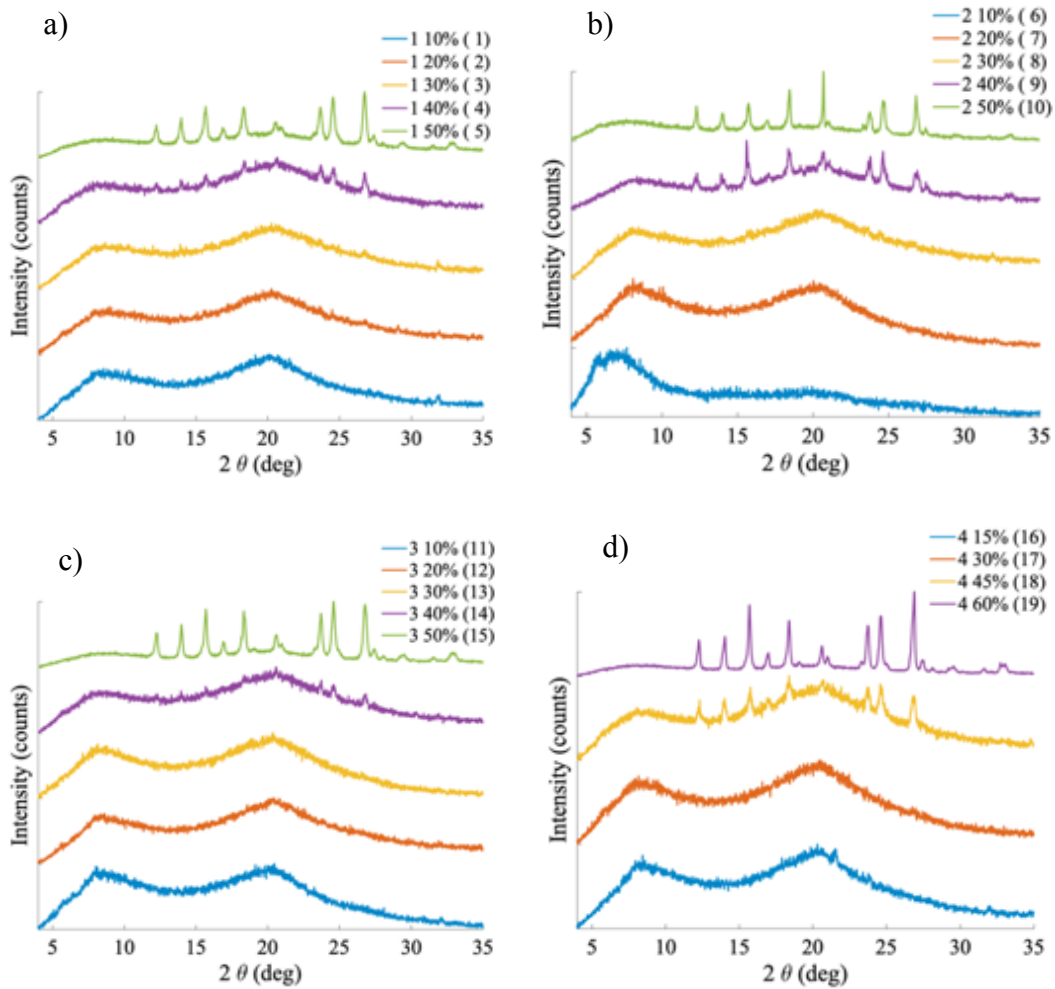 a)
1 10% ( 1)
1 20% ( 2)
1 30% ( 3)
1 40% ( 4)
1 50% ( 5)
Intensity (counts)
5 10 15 20 25 30 35
2 θ (deg)
b)
2 10% ( 6)
2 20% ( 7)
2 30% ( 8)
2 40% ( 9)
2 50% (10)
Intensity (counts)
5 10 15 20 25 30 35
2 θ (deg)
c)
3 10% (11)
3 20% (12)
3 30% (13)
3 40% (14)
3 50% (15)
Intensity (counts)
5 10 15 20 25 30 35
2 θ (deg)
d)
4 15% (16)
4 30% (17)
4 45% (18)
4 60% (19)
Intensity (counts)
5 10 15 20 25 30 35
2 θ (deg)